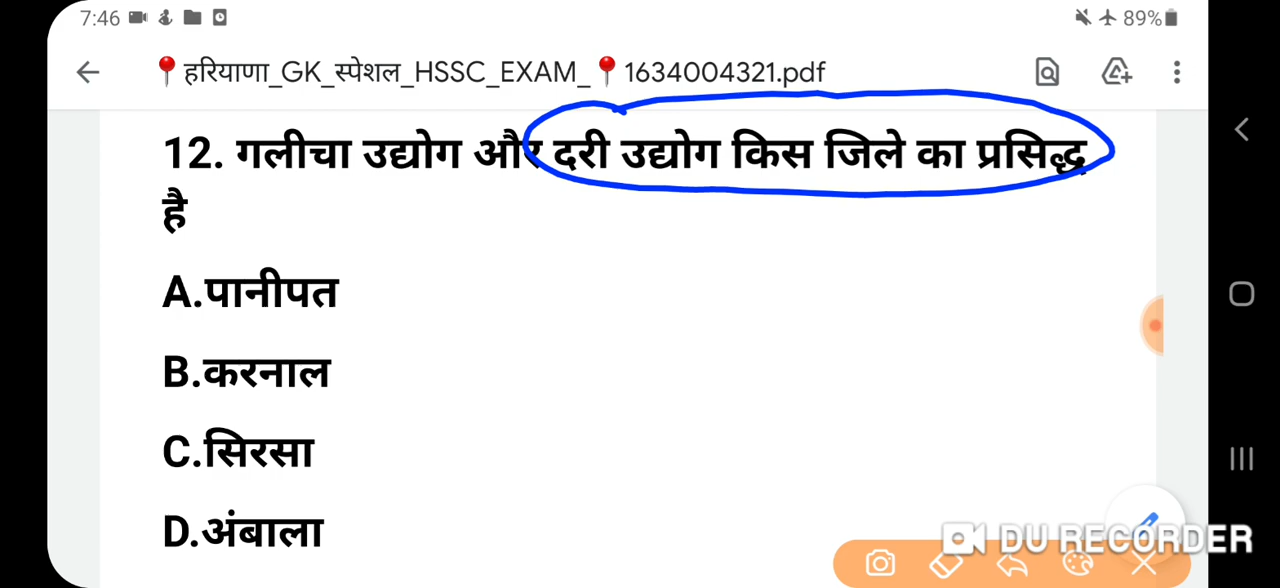 7:46 89%
हरियाणा_GK_स्पेशल_HSSC_EXAM_ 1634004321.pdf
12. गलीचा उद्योग और दरी उद्योग किस जिले का प्रसिद्ध
है
A.पानीपत
B.करनाल
C.सिरसा
D.अंबाला
DU RECORDER